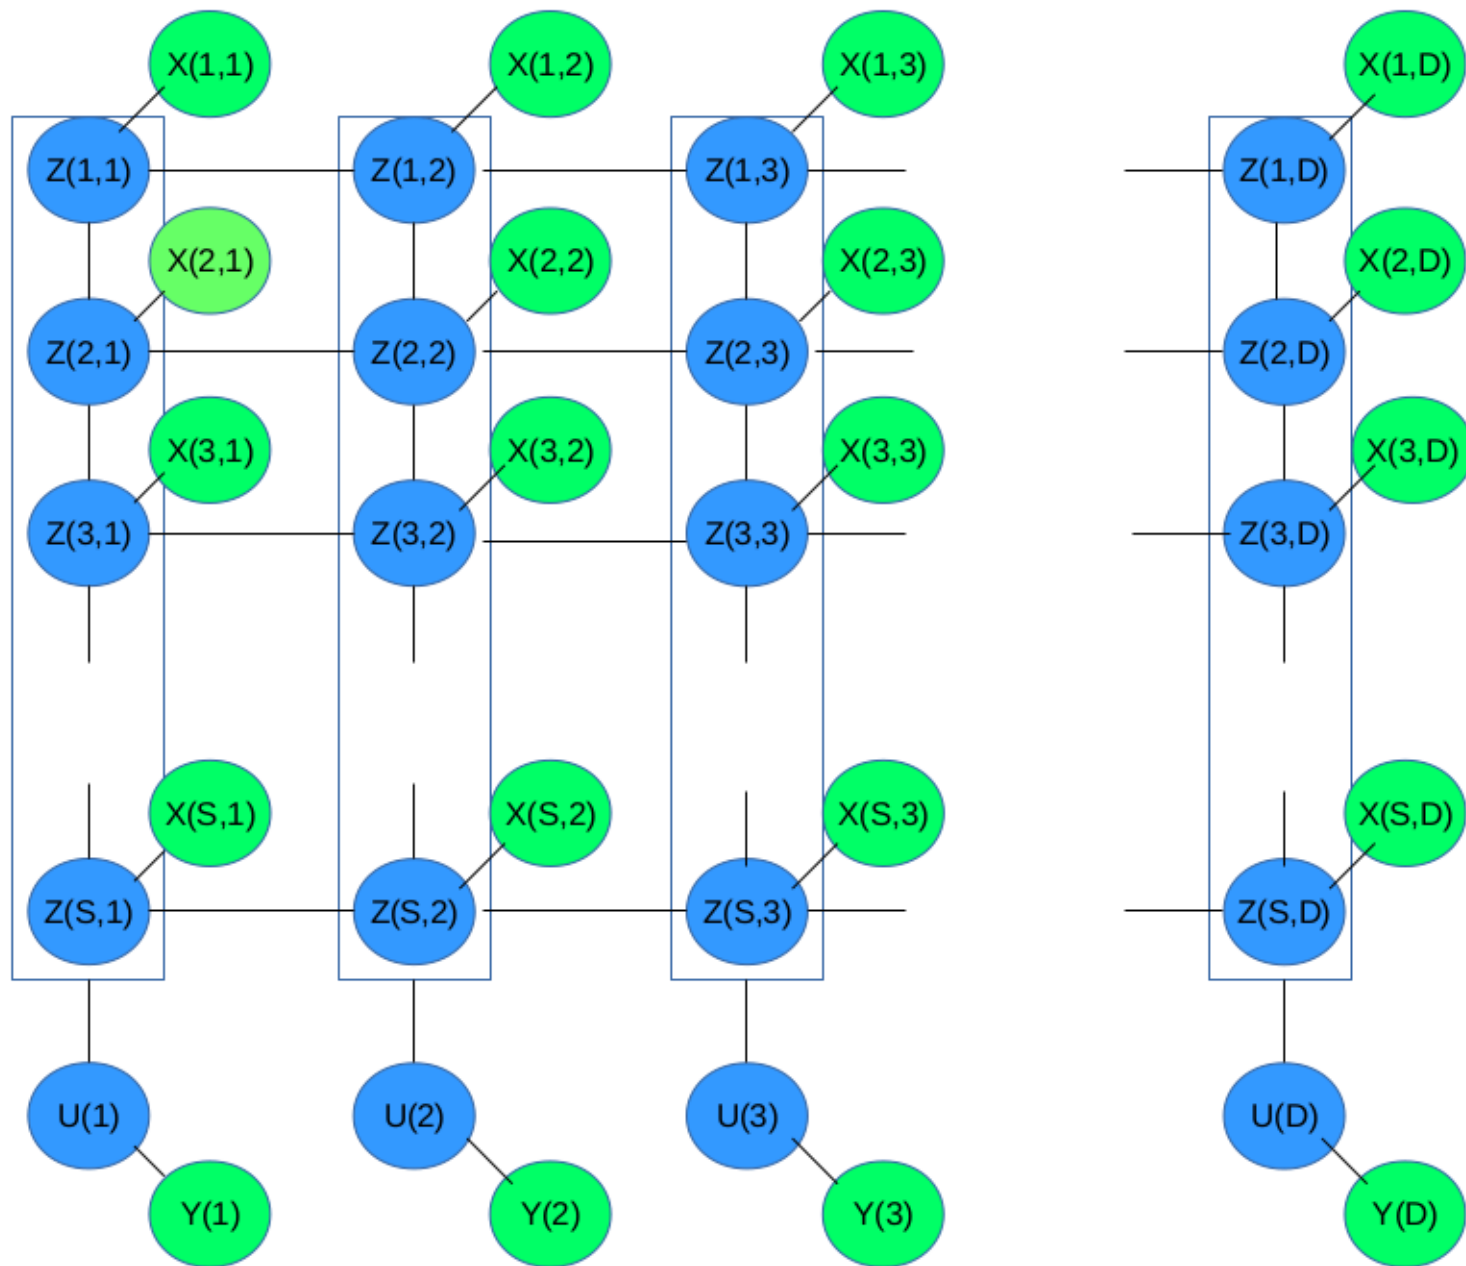 X(1,1) X(1,2) X(1,3) X(1,D)
Z(1,1) Z(1,2) Z(1,3) Z(1,D)
X(2,1) X(2,2) X(2,3) X(2,D)
Z(2,1) Z(2,2) Z(2,3) Z(2,D)
X(3,1) X(3,2) X(3,3) X(3,D)
Z(3,1) Z(3,2) Z(3,3) Z(3,D)
X(S,1) X(S,2) X(S,3) X(S,D)
Z(S,1) Z(S,2) Z(S,3) Z(S,D)
U(1) U(2) U(3) U(D)
Y(1) Y(2) Y(3) Y(D)